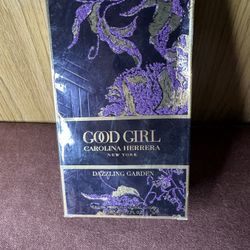 GOOD GIRL
CAROLINA HERRERA
NEW YORK
DAZZLING GARDEN